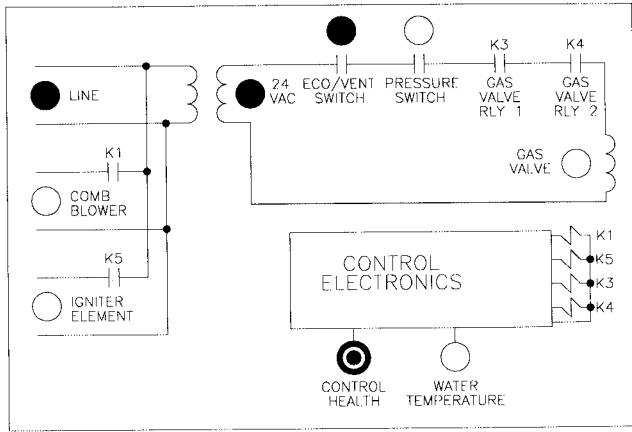 K3
K4
24
VAC
ECO/VENT
SWITCH
PRESSURE
SWITCH
GAS
VALVE
RLY 1
GAS
VALVE
RLY 2
LINE
K1
COMB
BLOWER
GAS
VALVE
K5
IGNITER
ELEMENT
CONTROL
ELECTRONICS
K1
K5
K3
K4
CONTROL
HEALTH
WATER
TEMPERATURE